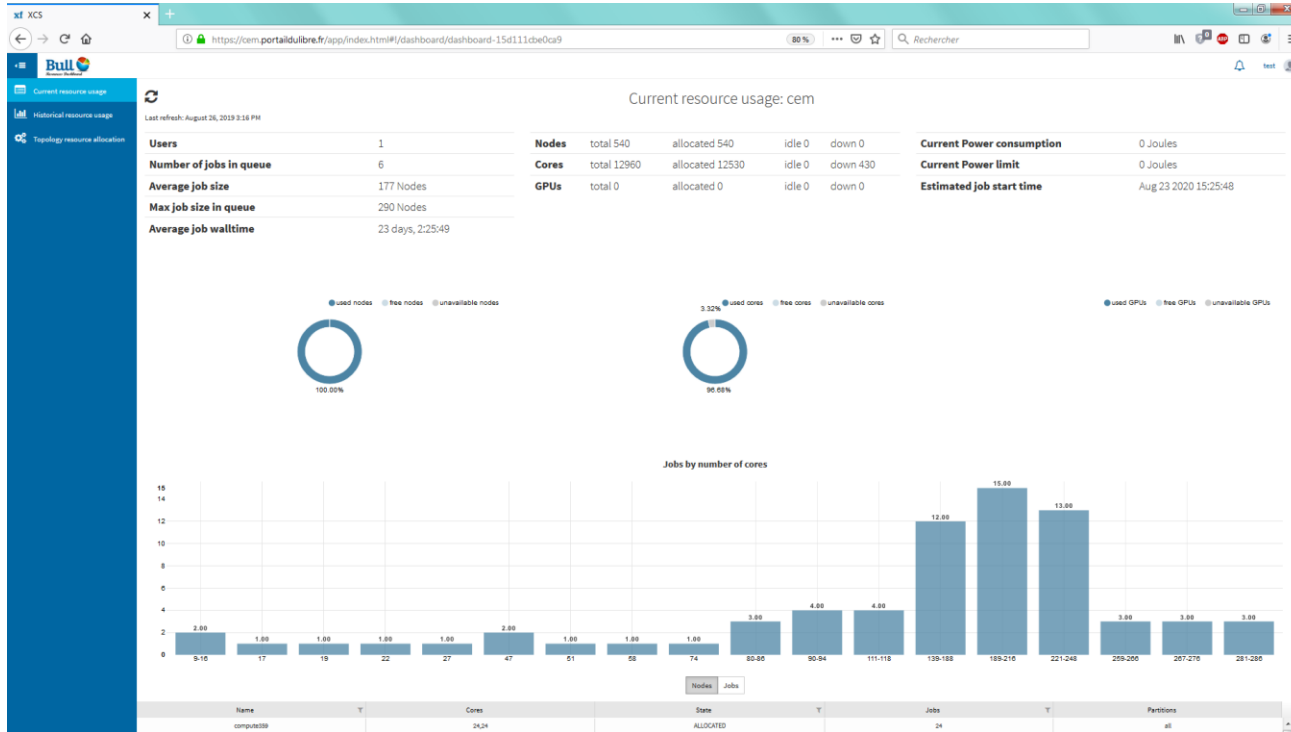 xf XCS
https://cem.portaildulibre.fr/app/index.html#!/dashboard/dashboard-15d111cbe0ca9
80 %
Rechercher
Bull
test
Current resource usage
Historical resource usage
Topology resource allocation
Current resource usage: cem
Last refresh: August 26, 2019 3:16 PM
Users 1
Number of jobs in queue 6
Average job size 177 Nodes
Max job size in queue 290 Nodes
Average job walltime 23 days, 2:25:49
Nodes total 540 allocated 540 idle 0 down 0
Cores total 12960 allocated 12530 idle 0 down 430
GPUs total 0 allocated 0 idle 0 down 0
Current Power consumption 0 Joules
Current Power limit 0 Joules
Estimated job start time Aug 23 2020 15:25:48
used nodes free nodes unavailable nodes
100.00%
used cores free cores unavailable cores
3.32%
96.68%
used GPUs free GPUs unavailable GPUs
Jobs by number of cores
15
14
12
10
8
6
4
2
0
2.00 1.00 1.00 1.00 1.00 2.00 1.00 1.00 1.00 3.00 4.00 4.00 12.00 15.00 13.00 3.00 3.00 3.00
9-16 17 19 22 27 47 51 58 74 80-86 90-94 111-118 139-188 189-216 221-248 259-266 267-276 281-286
Nodes Jobs
Name Cores State Jobs Partitions
compute339 24,24 ALLOCATED 24 all